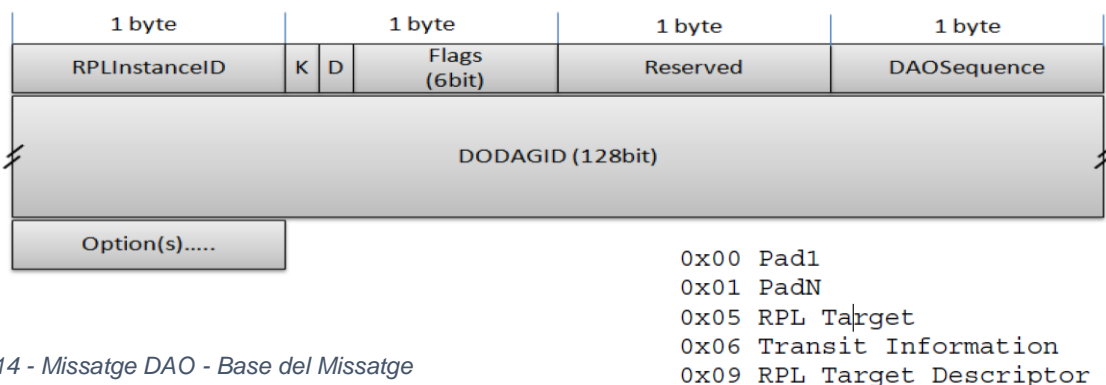 1 byte 1 byte 1 byte 1 byte
RPLInstanceID K D Flags (6bit) Reserved DAOSequence
DODAGID (128bit)
Option(s).....
0x00 Pad1
0x01 PadN
0x05 RPL Target
0x06 Transit Information
0x09 RPL Target Descriptor
14 - Missatge DAO - Base del Missatge